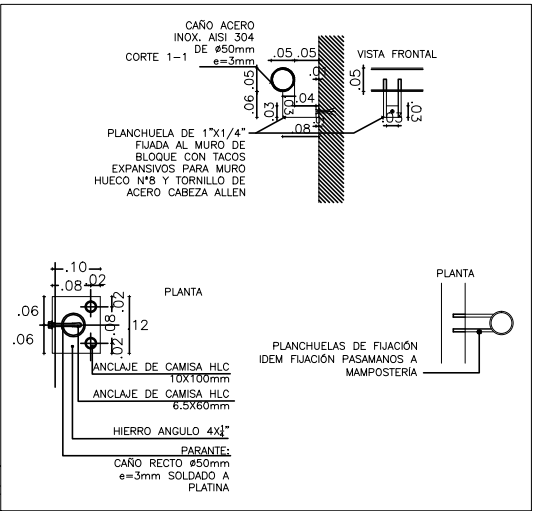 CAÑO ACERO
INOX. AISI 304
DE ø50mm
e=3mm
CORTE 1-1
.05 .05
VISTA FRONTAL
.05
.06
.04
.03
.03
.08
.05
.03
PLANCHUELA DE 1"X1/4"
FIJADA AL MURO DE
BLOQUE CON TACOS
EXPANSIVOS PARA MURO
HUECO N*8 Y TORNILLO DE
ACERO CABEZA ALLEN
.10
.08 .02
PLANTA
.06
.06
.02
.08
.02
.12
ANCLAJE DE CAMISA HLC
10X100mm
ANCLAJE DE CAMISA HLC
6.5X60mm
HIERRO ANGULO 4X¼"
PARANTE:
CAÑO RECTO ø50mm
e=3mm SOLDADO A
PLATINA
PLANTA
PLANCHUELAS DE FIJACIÓN
IDEM FIJACIÓN PASAMANOS A
MAMPOSTERÍA